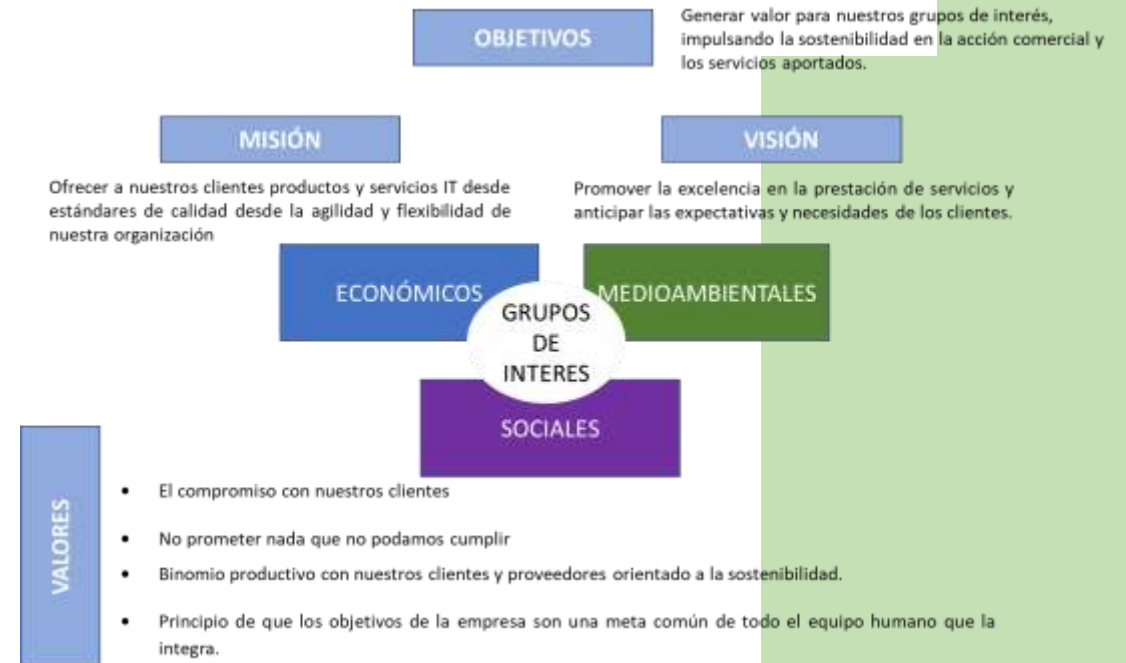 OBJETIVOS
Generar valor para nuestros grupos de interés,
impulsando la sostenibilidad en la acción comercial y
los servicios aportados.
MISIÓN
VISIÓN
Ofrecer a nuestros clientes productos y servicios IT desde
estándares de calidad desde la agilidad y flexibilidad de
nuestra organización
Promover la excelencia en la prestación de servicios y
anticipar las expectativas y necesidades de los clientes.
ECONÓMICOS
MEDIOAMBIENTALES
GRUPOS
DE
INTERES
SOCIALES
VALORES
• El compromiso con nuestros clientes
• No prometer nada que no podamos cumplir
• Binomio productivo con nuestros clientes y proveedores orientado a la sostenibilidad.
• Principio de que los objetivos de la empresa son una meta común de todo el equipo humano que la
integra.